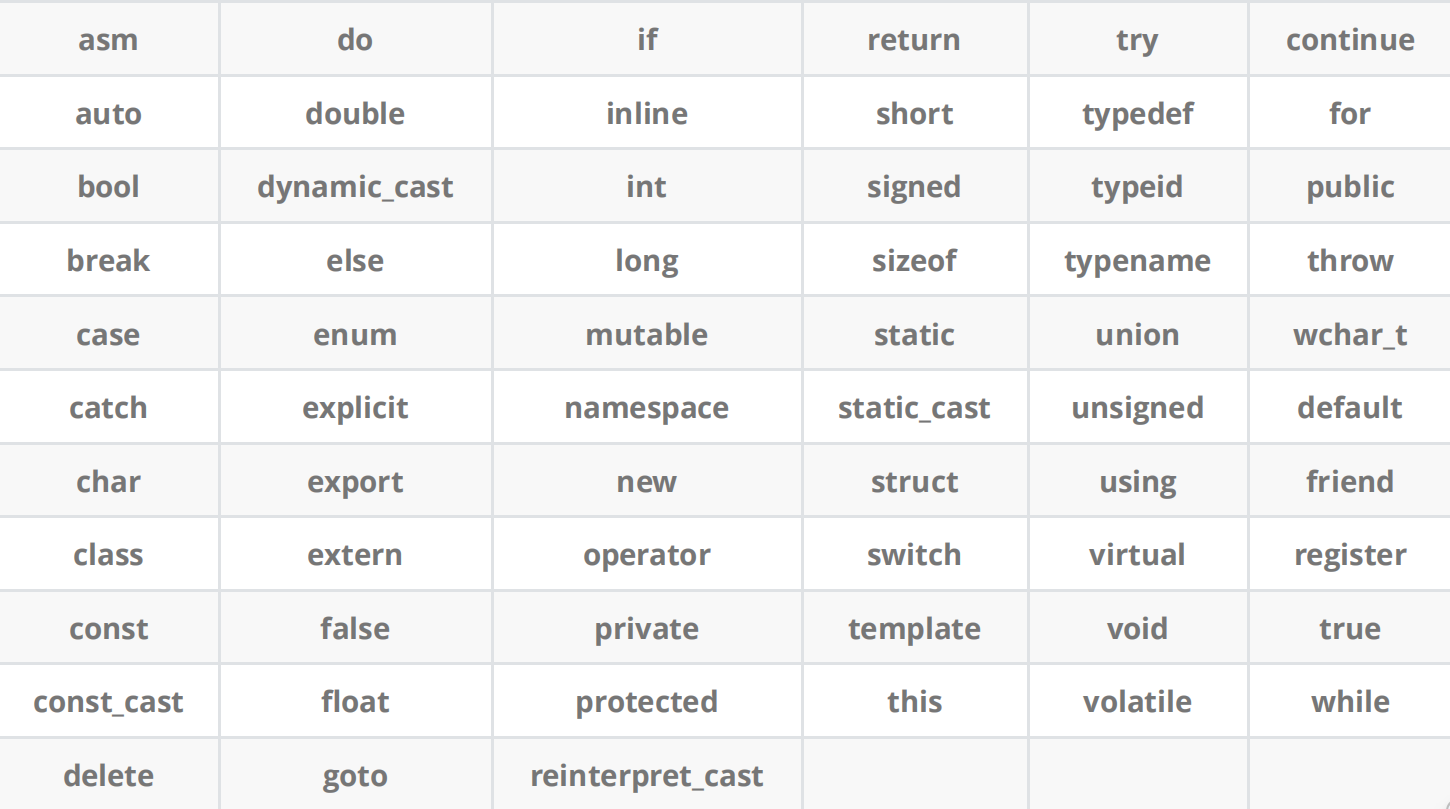 asm do if return try continue
auto double inline short typedef for
bool dynamic_cast int signed typeid public
break else long sizeof typename throw
case enum mutable static union wchar_t
catch explicit namespace static_cast unsigned default
char export new struct using friend
class extern operator switch virtual register
const false private template void true
const_cast float protected this volatile while
delete goto reinterpret_cast